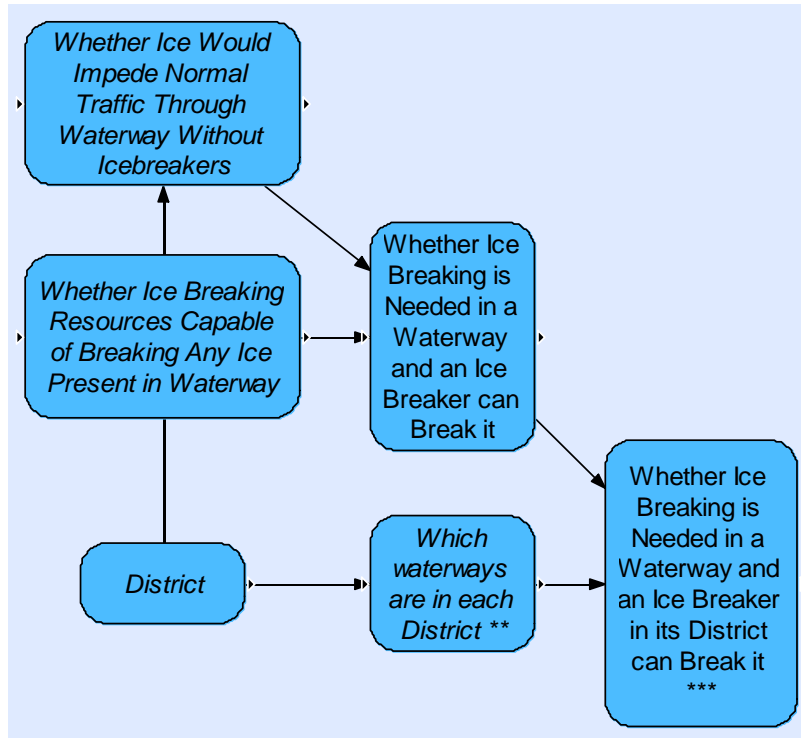 Whether Ice Would
Impede Normal
Traffic Through
Waterway Without
Icebreakers
Whether Ice Breaking
Resources Capable
of Breaking Any Ice
Present in Waterway
Whether Ice
Breaking is
Needed in a
Waterway
and an Ice
Breaker can
Break it
District
Which
waterways
are in each
District **
Whether Ice
Breaking is
Needed in a
Waterway and
an Ice Breaker
in its District
can Break it
***